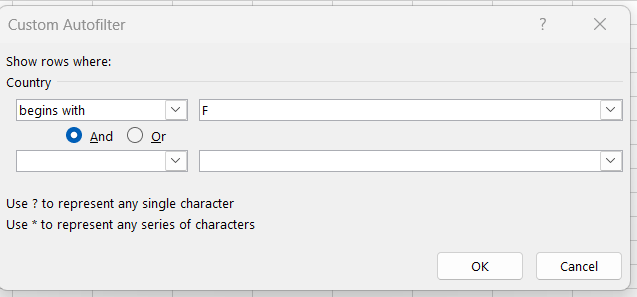 Custom Autofilter ?
Show rows where:
Country
begins with F
And Or
Use ? to represent any single character
Use * to represent any series of characters
OK Cancel